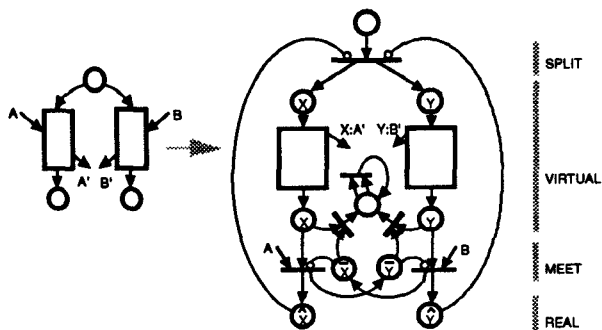 SPLIT
X Y
A B
X:A' Y:B'
A' B'
VIRTUAL
X Y
A B
X̄ Ȳ
MEET
X̂ Ŷ
REAL